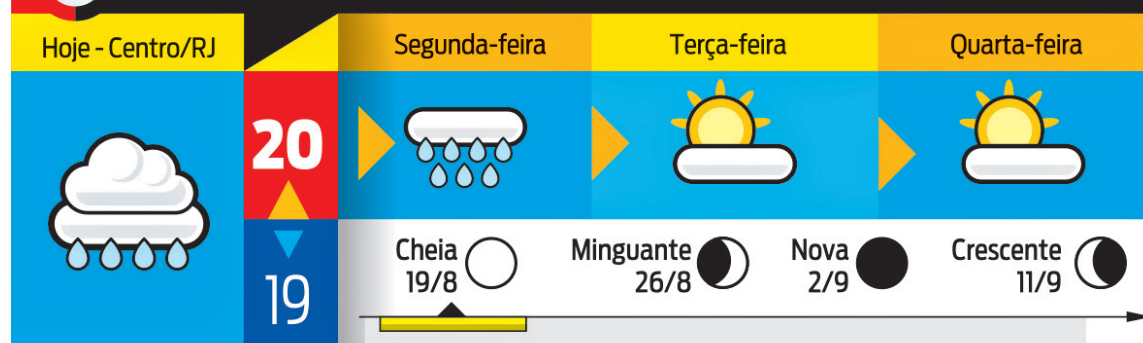 Hoje - Centro/RJ
20
19
Segunda-feira
Terça-feira
Quarta-feira
Cheia
19/8
Minguante
26/8
Nova
2/9
Crescente
11/9